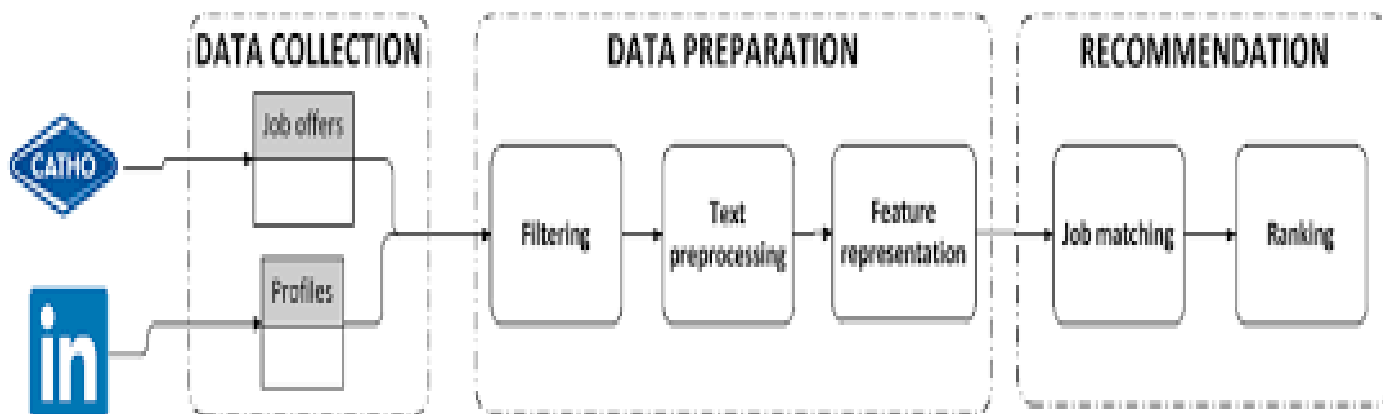 DATA COLLECTION
DATA PREPARATION
RECOMMENDATION
CATHO
Job offers
in
Profiles
Filtering
Text
preprocessing
Feature
representation
Job matching
Ranking